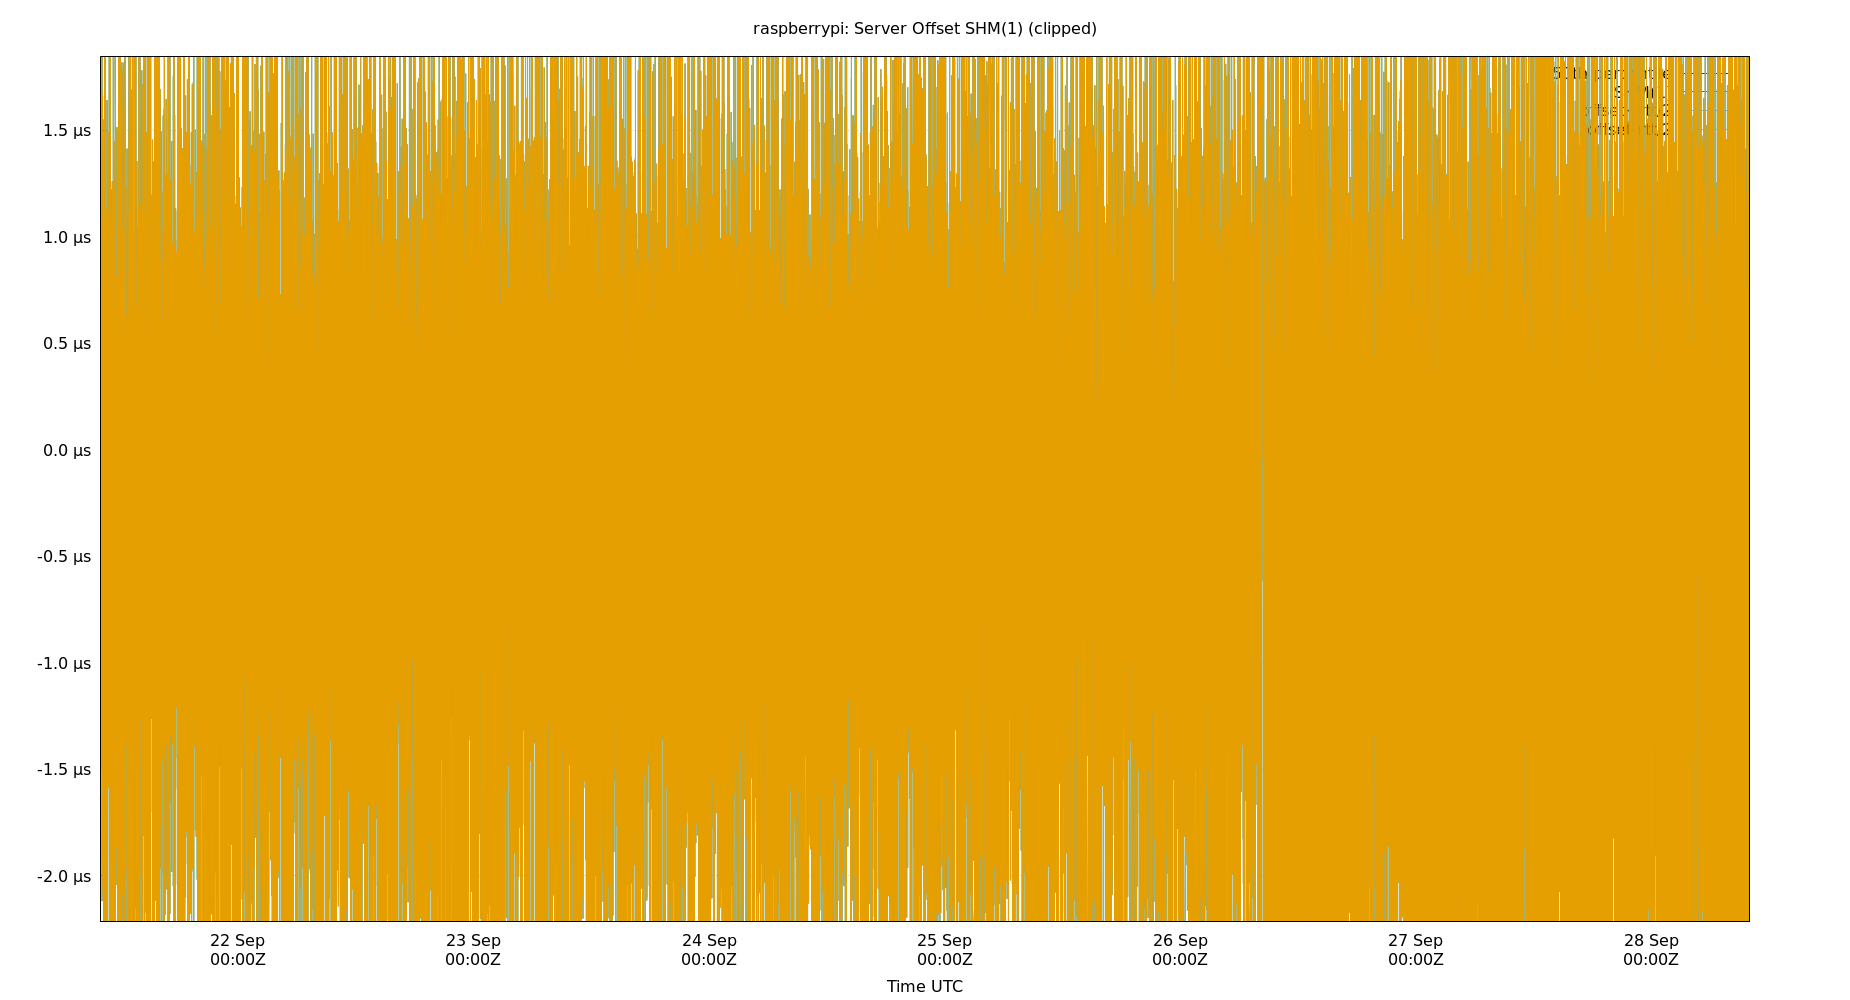 raspberrypi: Server Offset SHM(1) (clipped)
1.5 µs
1.0 µs
0.5 µs
0.0 µs
-0.5 µs
-1.0 µs
-1.5 µs
-2.0 µs
22 Sep 23 Sep 24 Sep 25 Sep 26 Sep 27 Sep 28 Sep
00:00Z 00:00Z 00:00Z 00:00Z 00:00Z 00:00Z 00:00Z
Time UTC